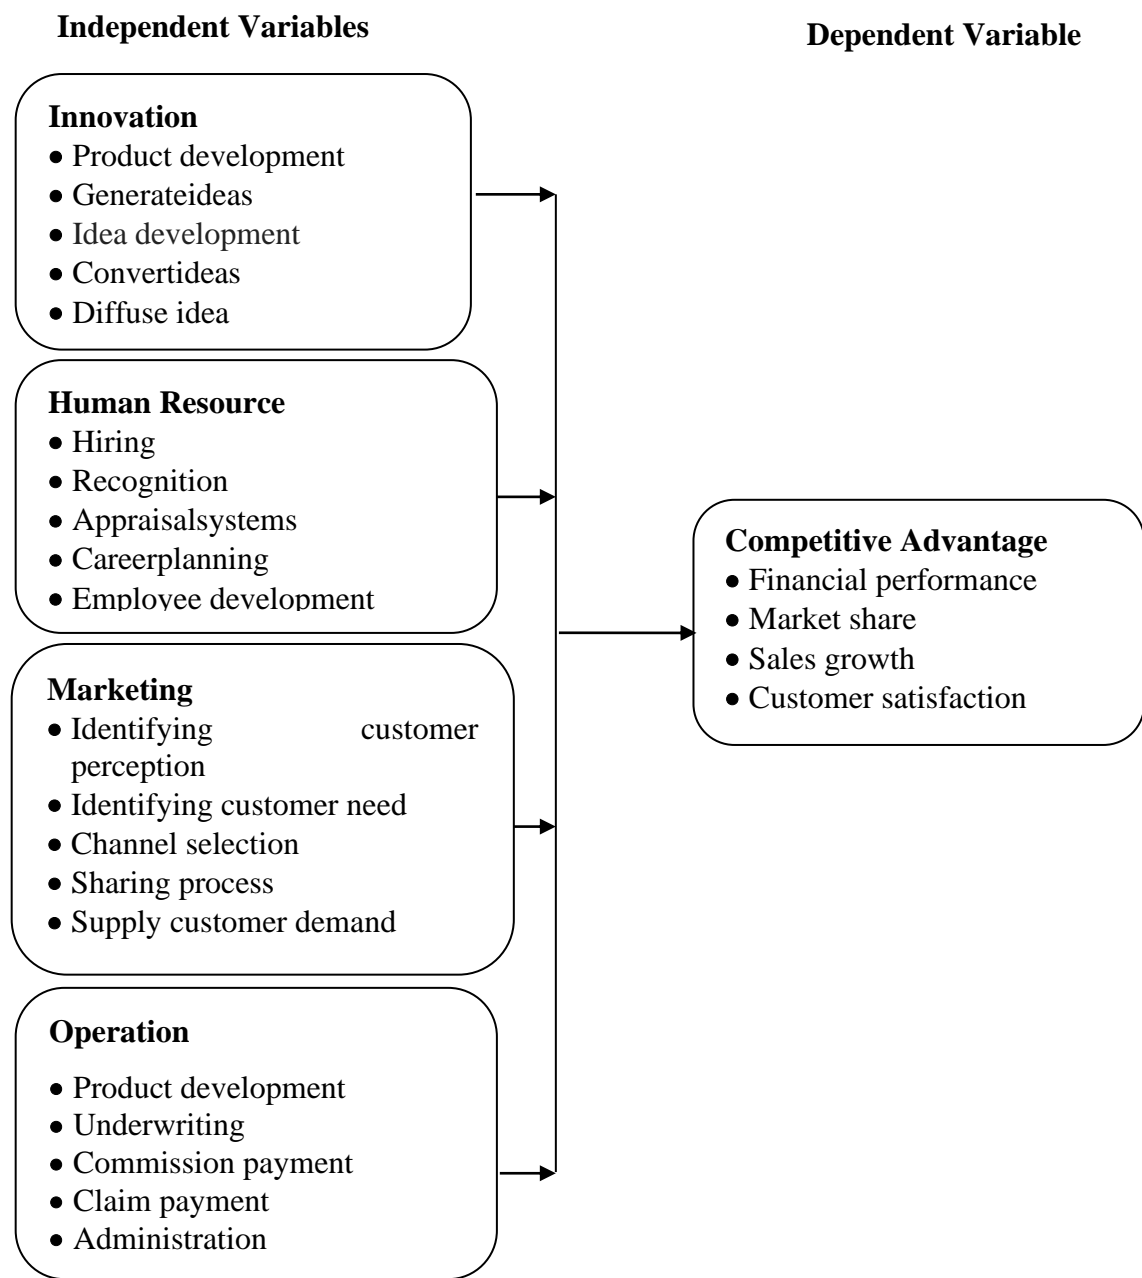 Independent Variables
Dependent Variable
Innovation
● Product development
● Generateideas
● Idea development
● Convertideas
● Diffuse idea
Human Resource
● Hiring
● Recognition
● Appraisalsystems
● Careerplanning
● Employee development
Marketing
● Identifying customer
perception
● Identifying customer need
● Channel selection
● Sharing process
● Supply customer demand
Operation
● Product development
● Underwriting
● Commission payment
● Claim payment
● Administration
Competitive Advantage
● Financial performance
● Market share
● Sales growth
● Customer satisfaction